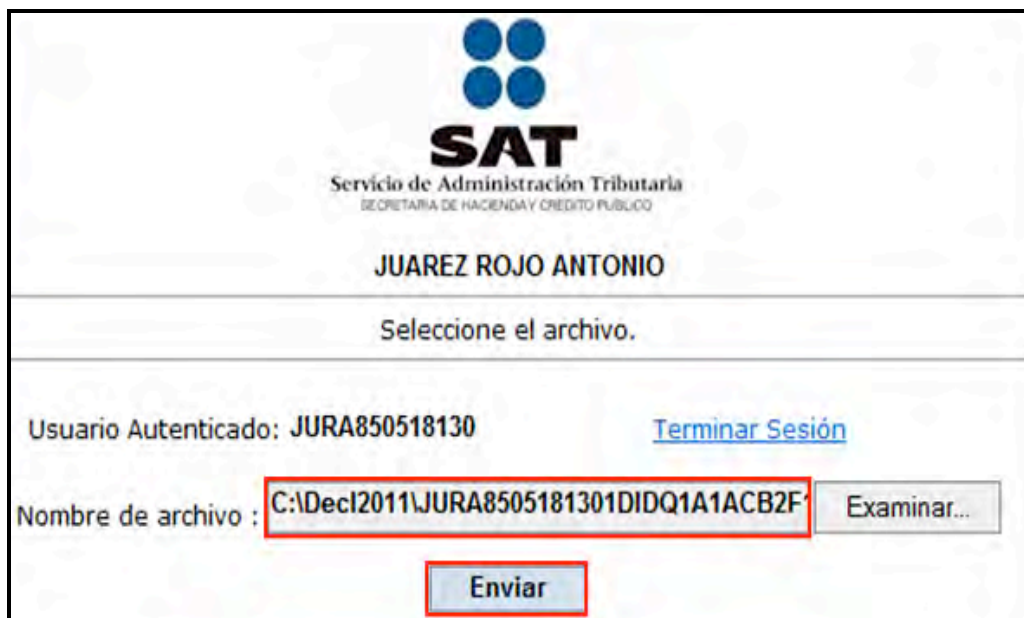 SAT
Servicio de Administración Tributaria
SECRETARIA DE HACIENDA Y CREDITO PUBLICO
JUAREZ ROJO ANTONIO
Seleccione el archivo.
Usuario Autenticado: JURA850518130 Terminar Sesión
Nombre de archivo : C:\Decl2011\JURA8505181301DIDQ1A1ACB2F Examinar...
Enviar